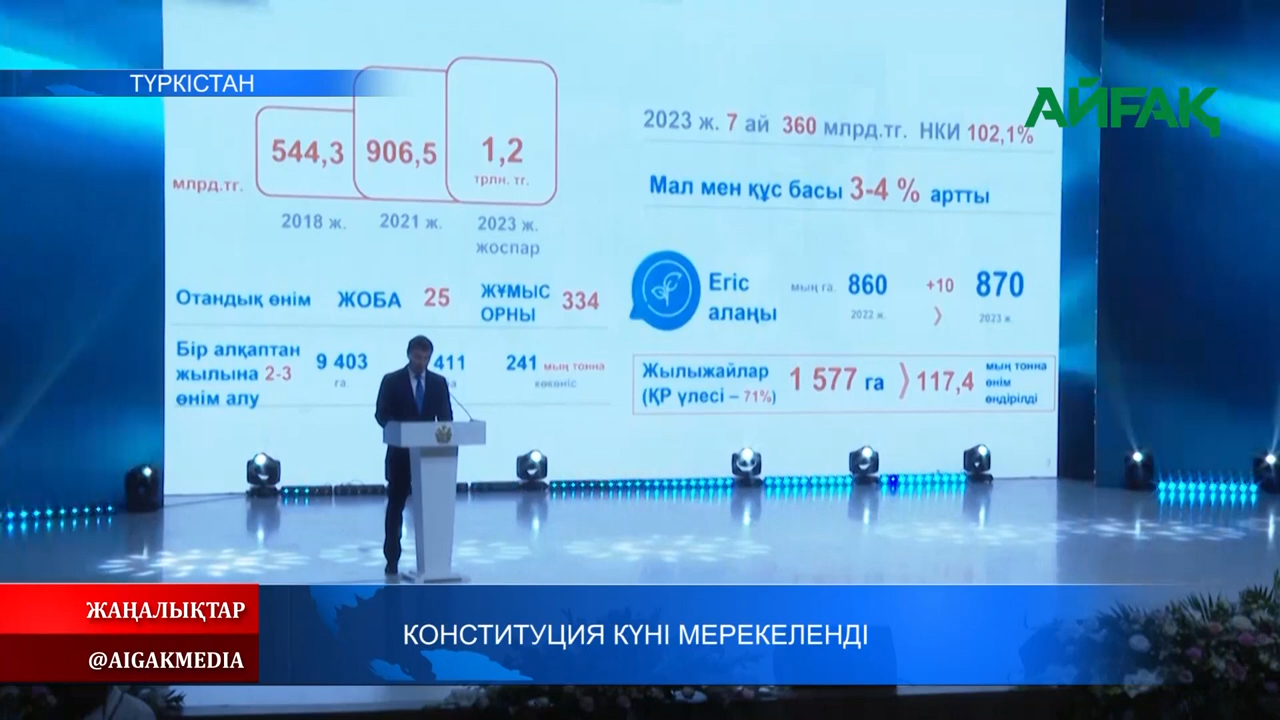 ТҮРКІСТАН
АЙҒАҚ
544,3
906,5
1,2
трлн. тг.
млрд.тг.
2018 ж.
2021 ж.
2023 ж.
жоспар
Отандық өнім
ЖОБА
25
ЖҰМЫС
ОРНЫ
334
Бір алқаптан
жылына 2-3
өнім алу
9 403
га.
411
241 мың тонна
көкөніс
2023 ж. 7 ай 360 млрд.тг. НКИ 102,1%
Мал мен құс басы 3-4 % артты
Егіс
алаңы
мың га.
860
2022 ж.
+10
870
2023 ж.
Жылыжайлар
(ҚР үлесі – 71%)
1 577 га
117,4
мың тонна
өнім
өндірілді
ЖАҢАЛЫҚТАР
@AIGAKMEDIA
КОНСТИТУЦИЯ КҮНІ МЕРЕКЕЛЕНДІ